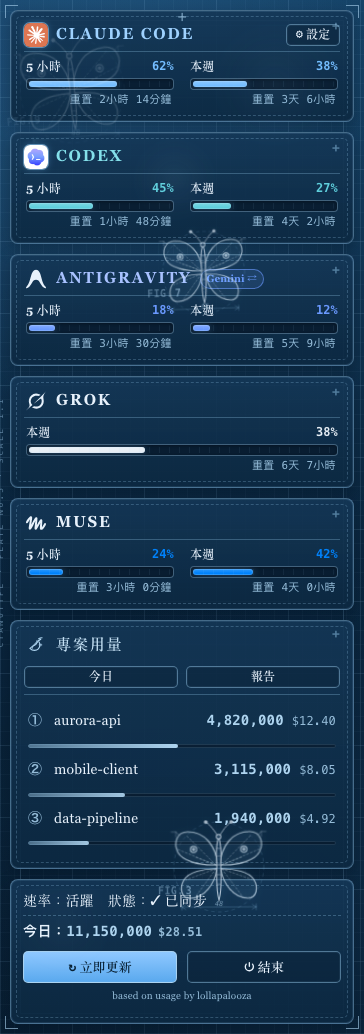 CLAUDE CODE ⚙ 設定
5 小時 62% 本週 38%
重置 2小時 14分鐘 重置 3天 6小時
CODEX
5 小時 45% 本週 27%
重置 1小時 48分鐘 重置 4天 2小時
ANTIGRAVITY Gemini ⇄
FIG 7
5 小時 18% 本週 12%
重置 3小時 30分鐘 重置 5天 9小時
GROK
本週 38%
重置 6天 7小時
MUSE
5 小時 24% 本週 42%
重置 3小時 0分鐘 重置 4天 0小時
專案用量
今日 報告
① aurora-api 4,820,000 $12.40
② mobile-client 3,115,000 $8.05
③ data-pipeline 1,940,000 $4.92
FIG 3
速率：活躍 狀態：✓ 已同步
今日：11,150,000 $28.51
↻ 立即更新 ⏻ 結束
based on usage by lollapalooza